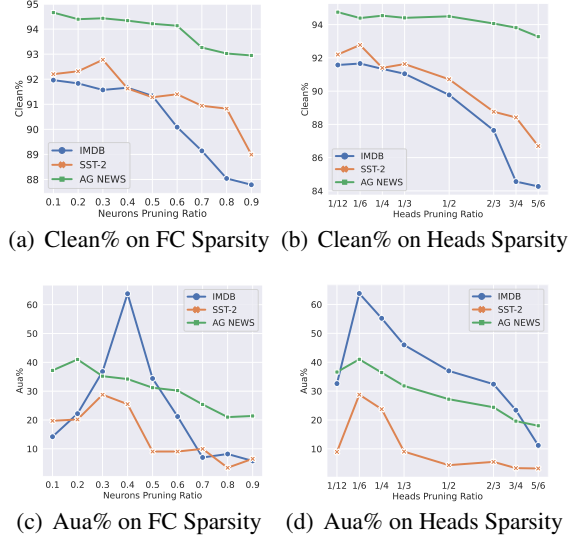 95
94
93
92
91
90
89
88
Clean%
IMDB
SST-2
AG NEWS
0.1 0.2 0.3 0.4 0.5 0.6 0.7 0.8 0.9
Neurons Pruning Ratio
(a) Clean% on FC Sparsity
94
92
90
88
86
84
Clean%
IMDB
SST-2
AG NEWS
1/12 1/6 1/4 1/3 1/2 2/3 3/4 5/6
Heads Pruning Ratio
(b) Clean% on Heads Sparsity
60
50
40
30
20
10
Aua%
IMDB
SST-2
AG NEWS
0.1 0.2 0.3 0.4 0.5 0.6 0.7 0.8 0.9
Neurons Pruning Ratio
(c) Aua% on FC Sparsity
60
50
40
30
20
10
Aua%
IMDB
SST-2
AG NEWS
1/12 1/6 1/4 1/3 1/2 2/3 3/4 5/6
Heads Pruning Ratio
(d) Aua% on Heads Sparsity